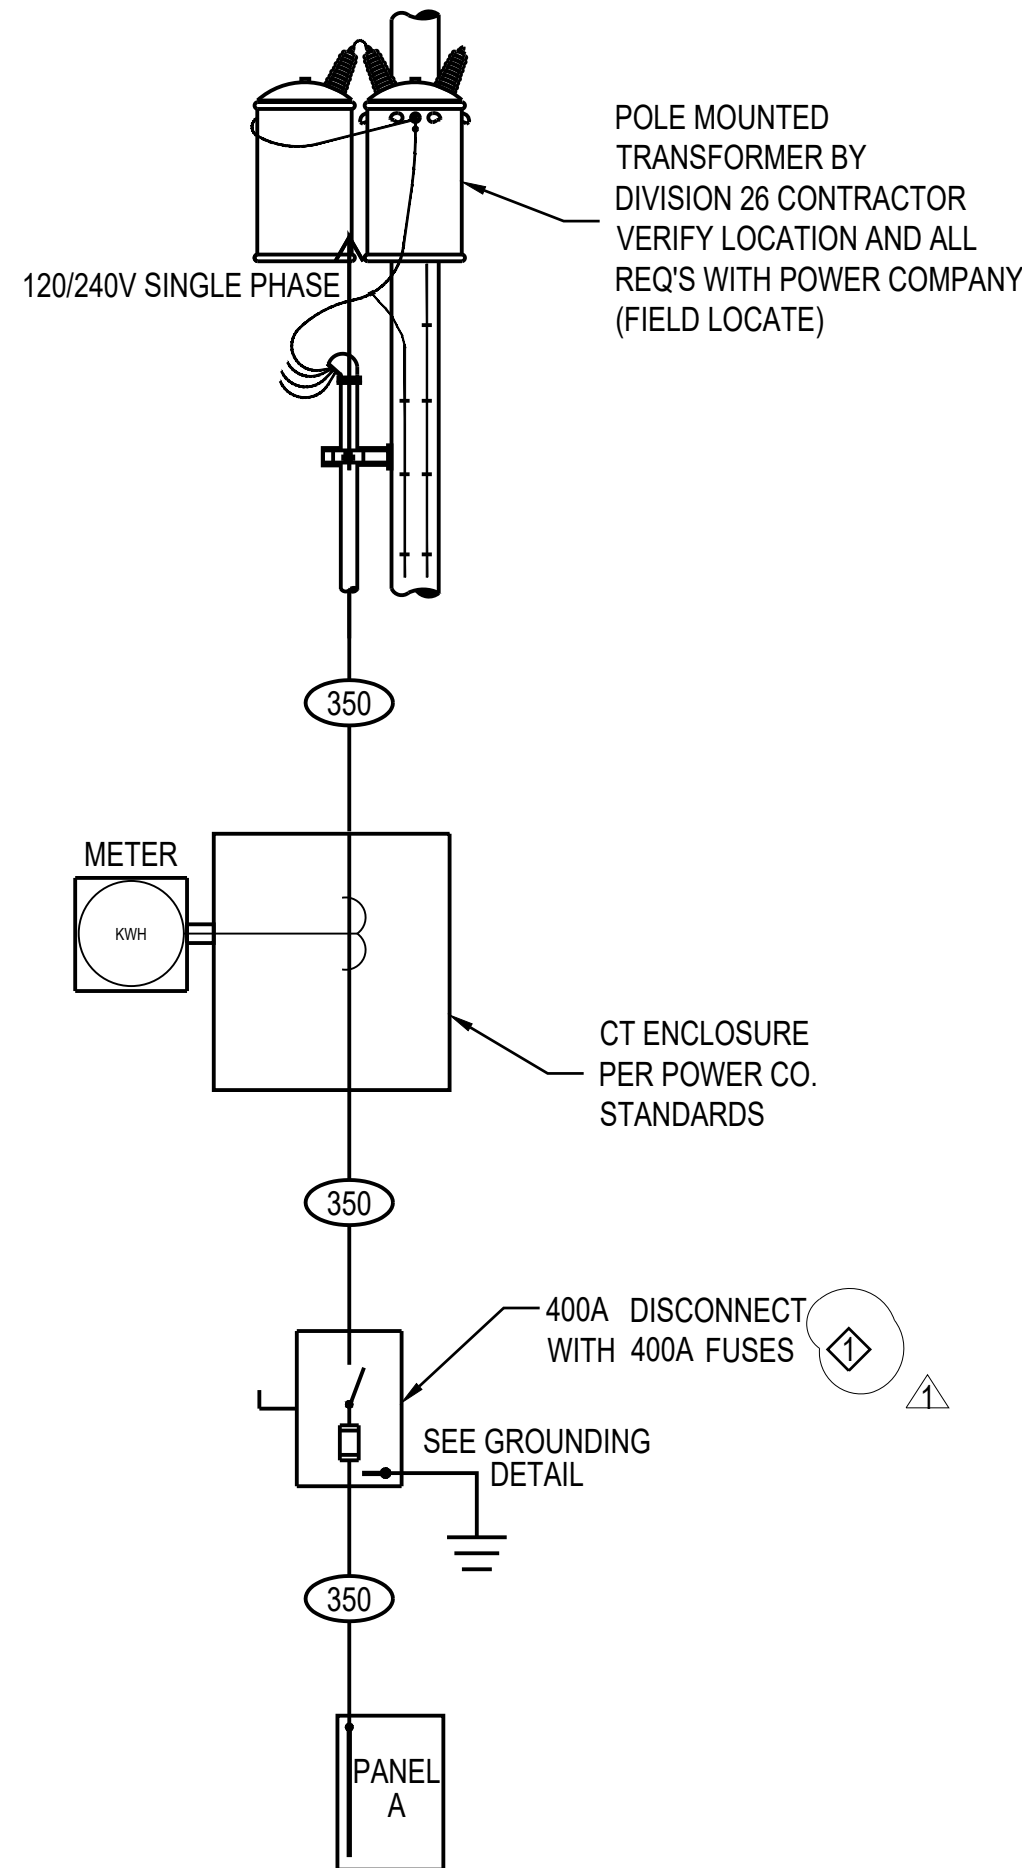 POLE MOUNTED
TRANSFORMER BY
DIVISION 26 CONTRACTOR
VERIFY LOCATION AND ALL
REQ'S WITH POWER COMPANY
(FIELD LOCATE)
120/240V SINGLE PHASE
350
METER
KWH
CT ENCLOSURE
PER POWER CO.
STANDARDS
350
400A DISCONNECT
WITH 400A FUSES
1
1
SEE GROUNDING
DETAIL
350
PANEL
A